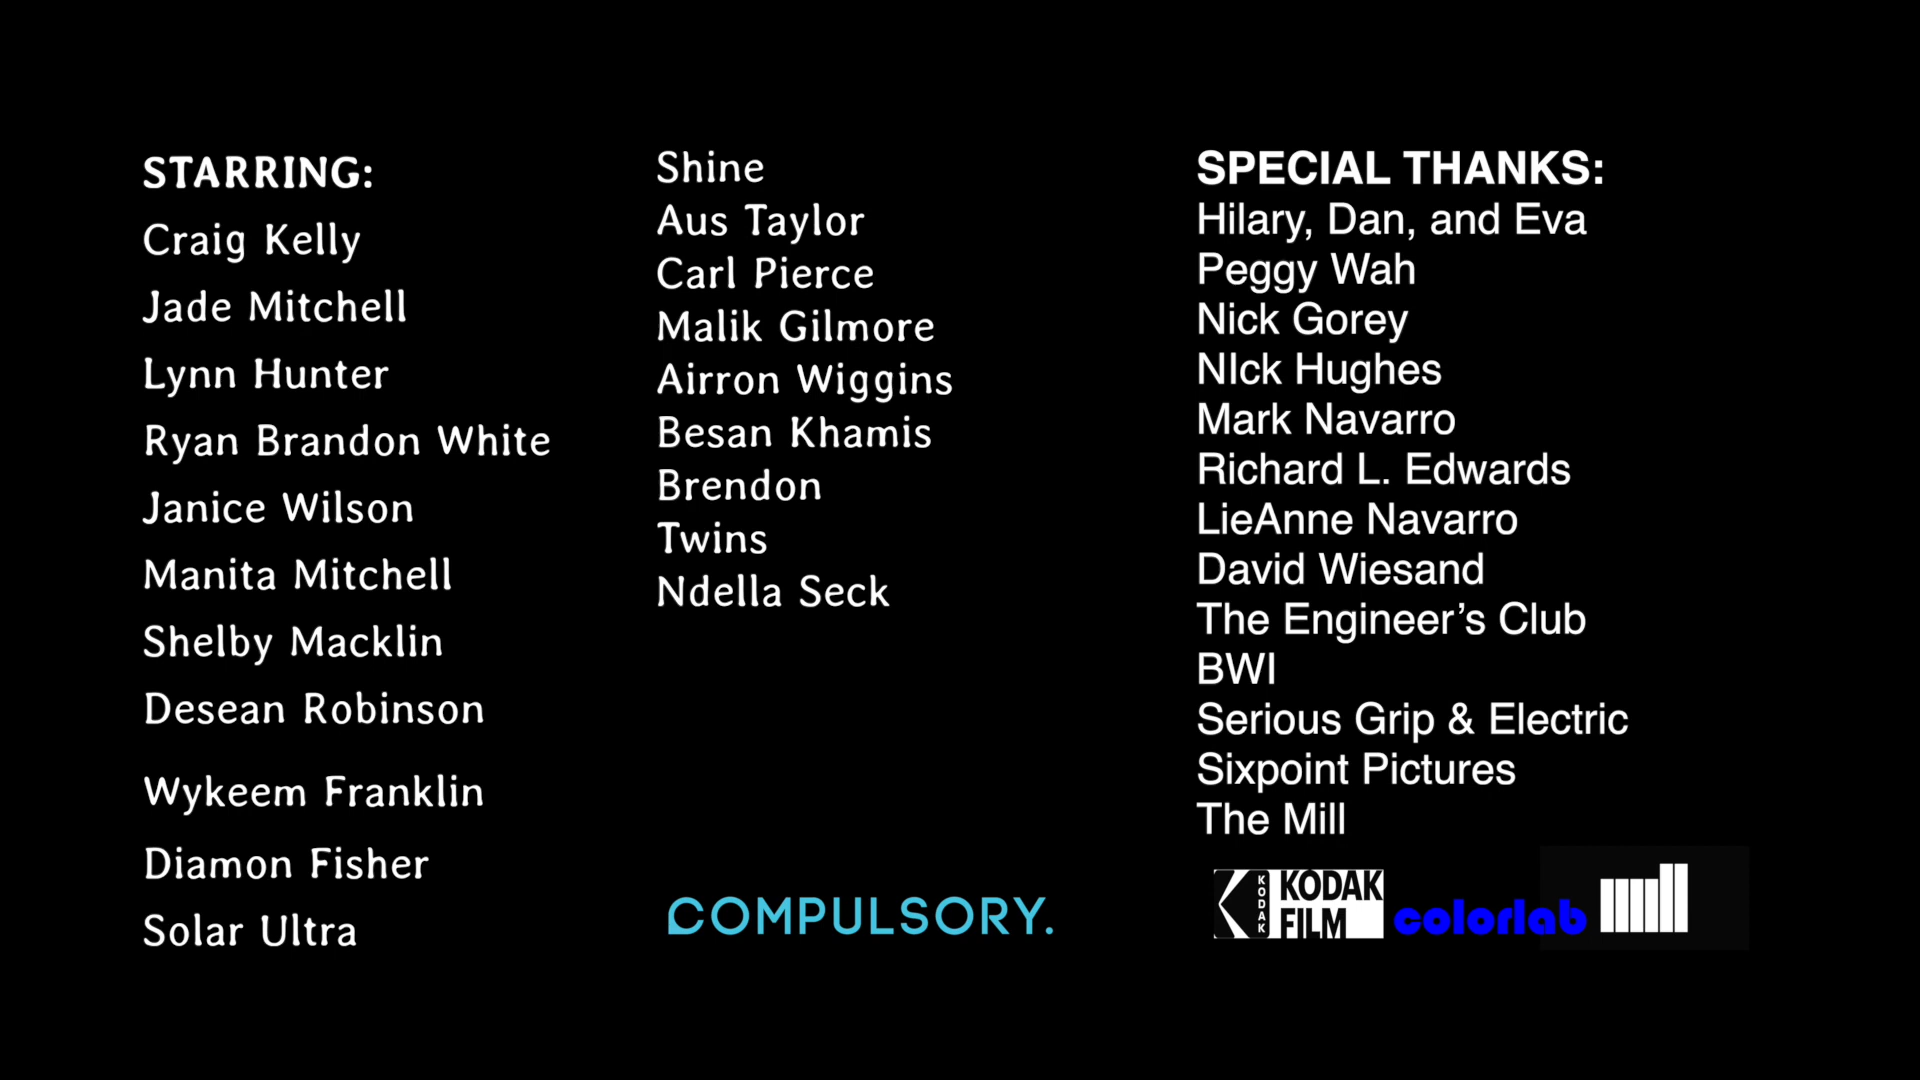 STARRING:
Craig Kelly
Jade Mitchell
Lynn Hunter
Ryan Brandon White
Janice Wilson
Manita Mitchell
Shelby Macklin
Desean Robinson
Wykeem Franklin
Diamon Fisher
Solar Ultra
Shine
Aus Taylor
Carl Pierce
Malik Gilmore
Airron Wiggins
Besan Khamis
Brendon
Twins
Ndella Seck
COMPULSORY.
SPECIAL THANKS:
Hilary, Dan, and Eva
Peggy Wah
Nick Gorey
NIck Hughes
Mark Navarro
Richard L. Edwards
LieAnne Navarro
David Wiesand
The Engineer’s Club
BWI
Serious Grip & Electric
Sixpoint Pictures
The Mill
KODAK
KODAK
FILM
colorlab